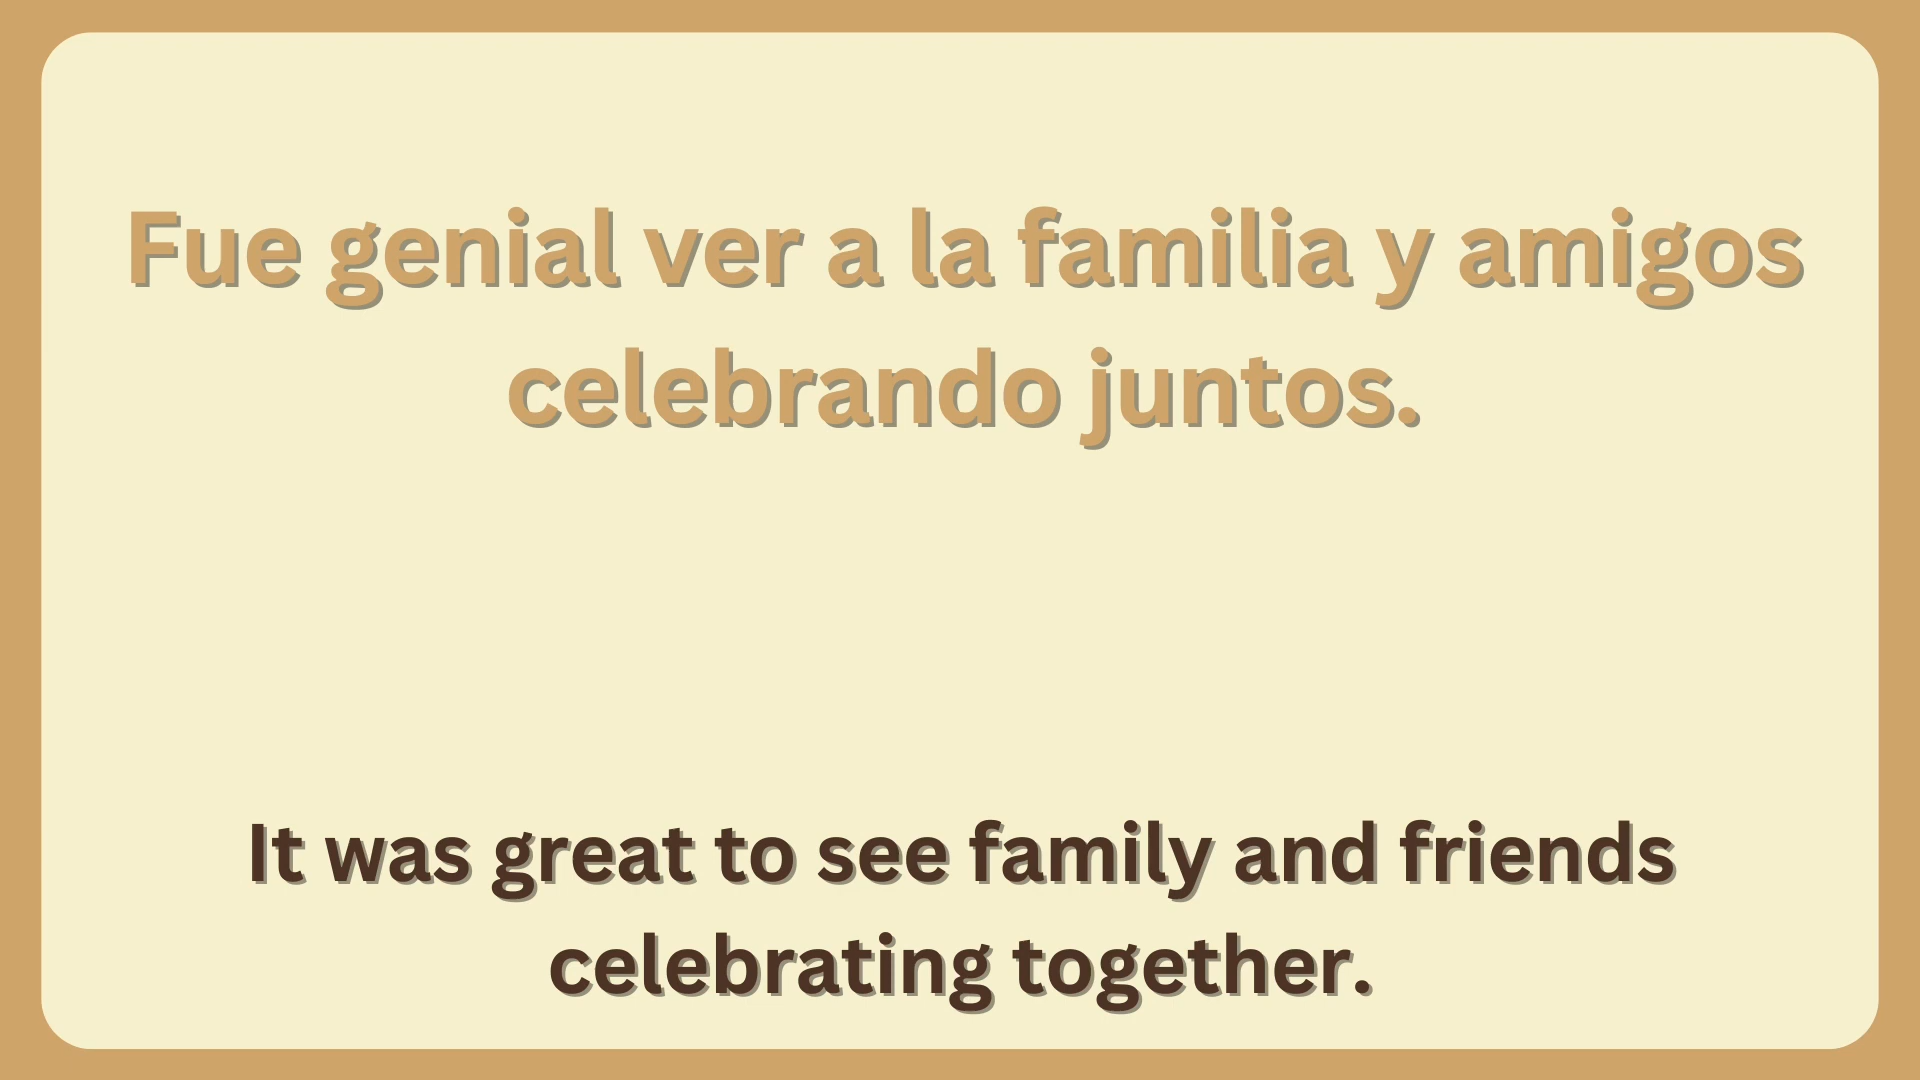 Fue genial ver a la familia y amigos
celebrando juntos.
It was great to see family and friends
celebrating together.